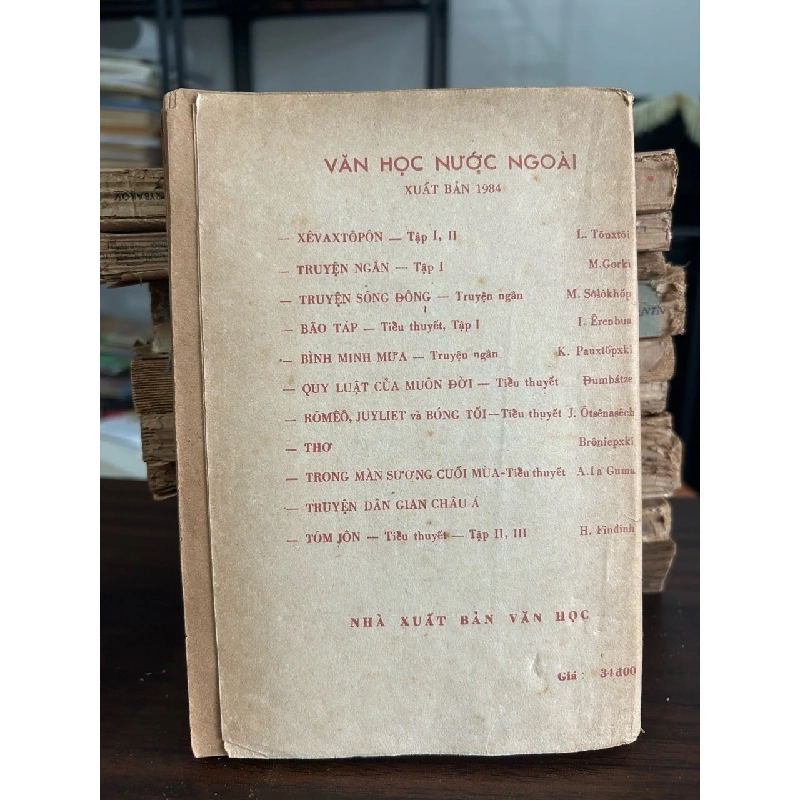 VĂN HỌC NƯỚC NGOÀI
XUẤT BẢN 1984
— XÊVAXTÔPÔN — Tập I, II L. Tônxtôi
— TRUYỆN NGẮN — Tập I M.Gorki
— TRUYỆN SÔNG ĐÔNG — Truyện ngắn M. Sôlôkhốp
— BÃO TÁP — Tiểu thuyết, Tập I I. Êrenbua
— BÌNH MINH MƯA — Truyện ngắn K. Pauxtốpxki
— QUY LUẬT CỦA MUÔN ĐỜI — Tiểu thuyết Đumbátze
— RÔMÊÔ, JUYLIET và BÓNG TỐI—Tiểu thuyết J. Ôtsênasêch
— THƠ Brôniepxki
— TRONG MÀN SƯƠNG CUỐI MÙA-Tiểu thuyết A.La Guma
— TRUYỆN DÂN GIAN CHÂU Á
— TOM JÔN — Tiểu thuyết — Tập II, III H. Finđinh
NHÀ XUẤT BẢN VĂN HỌC
Giá : 34đ00